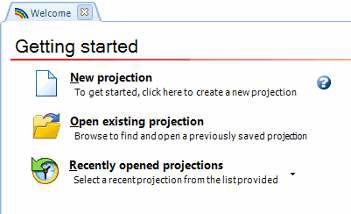 Welcome
Getting started
New projection
To get started, click here to create a new projection
?
Open existing projection
Browse to find and open a previously saved projection
Recently opened projections
Select a recent projection from the list provided